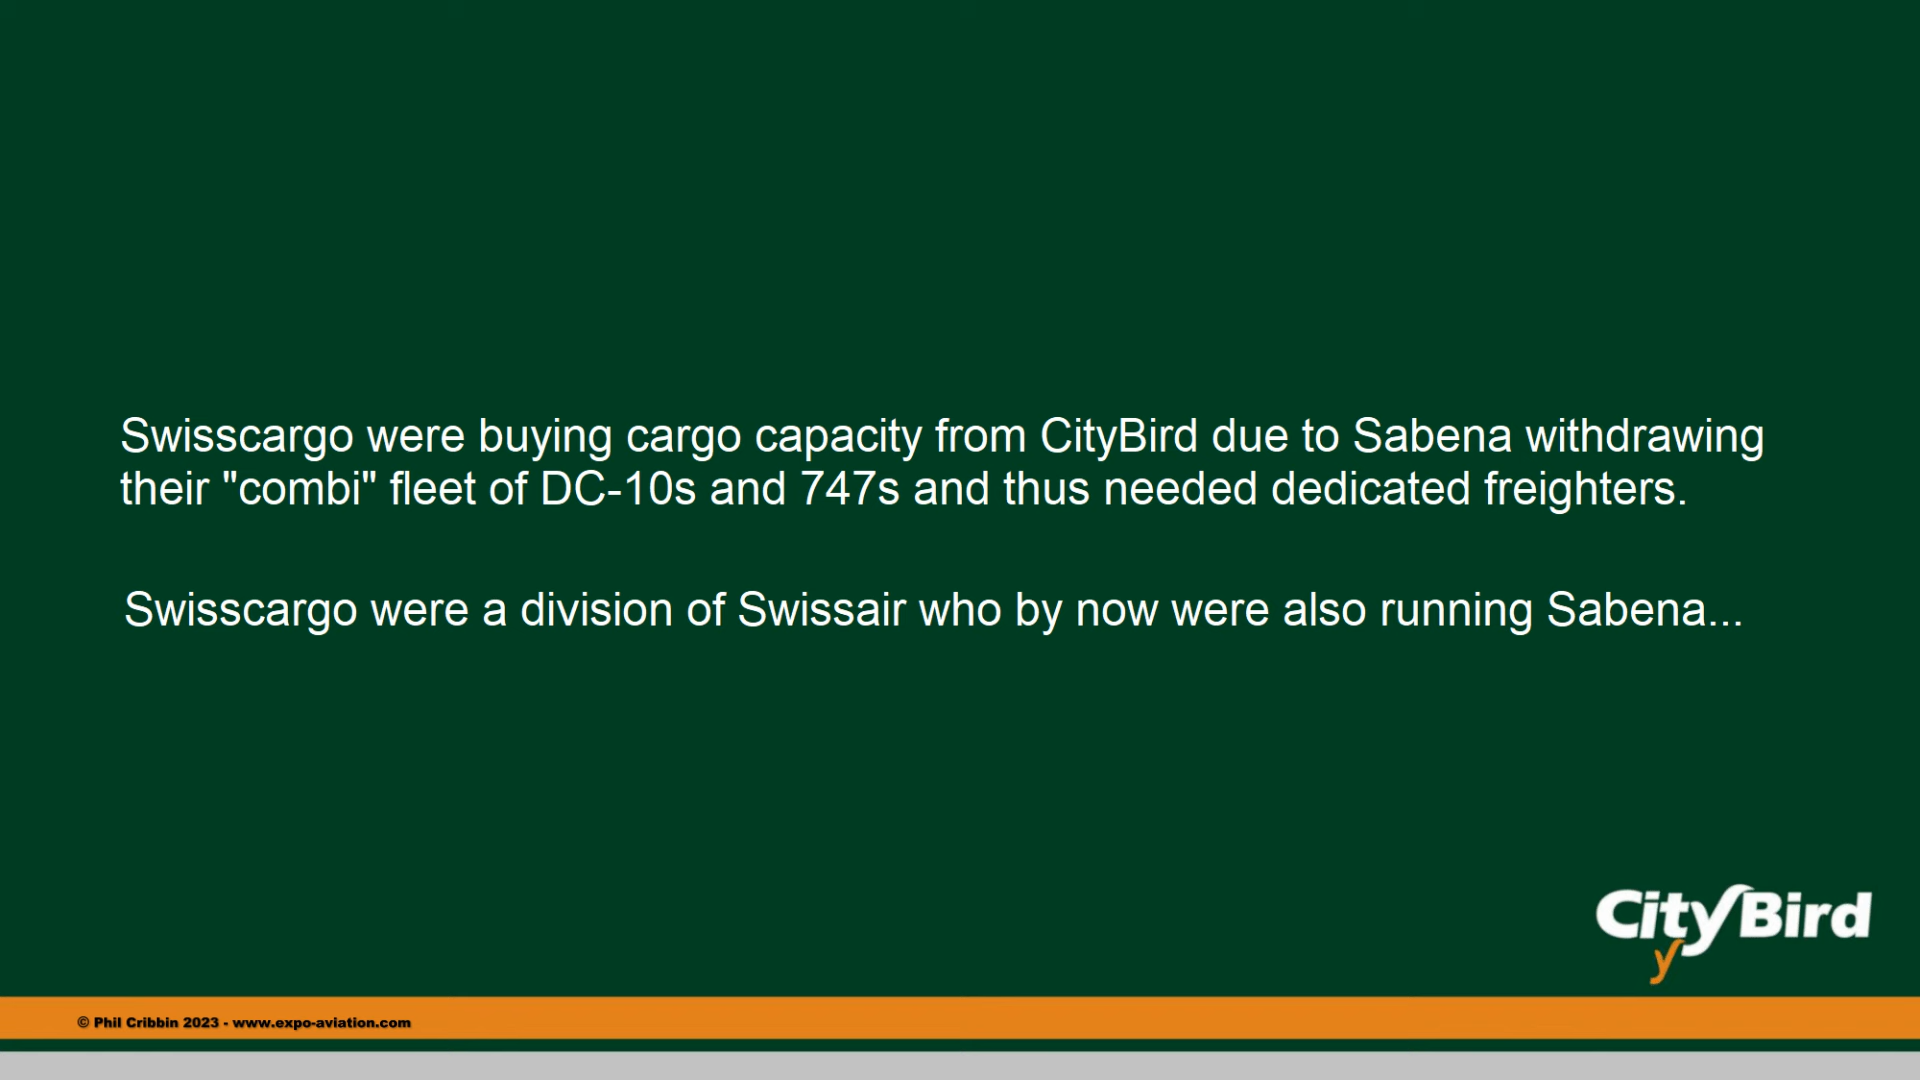 Swisscargo were buying cargo capacity from CityBird due to Sabena withdrawing
their "combi" fleet of DC-10s and 747s and thus needed dedicated freighters.
Swisscargo were a division of Swissair who by now were also running Sabena...
CityBird
y
© Phil Cribbin 2023 - www.expo-aviation.com